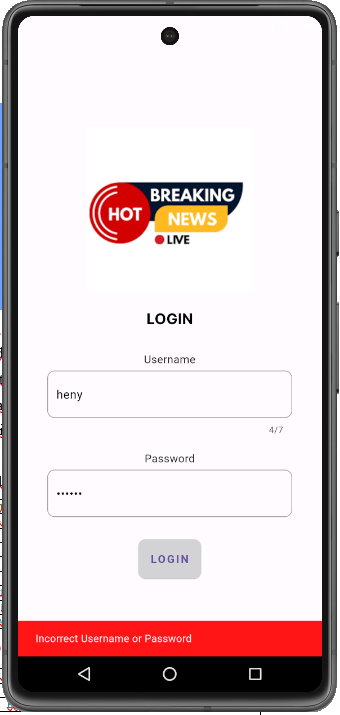 HOT
BREAKING
NEWS
LIVE
LOGIN
Username
heny
4/7
Password
••••••
LOGIN
Incorrect Username or Password